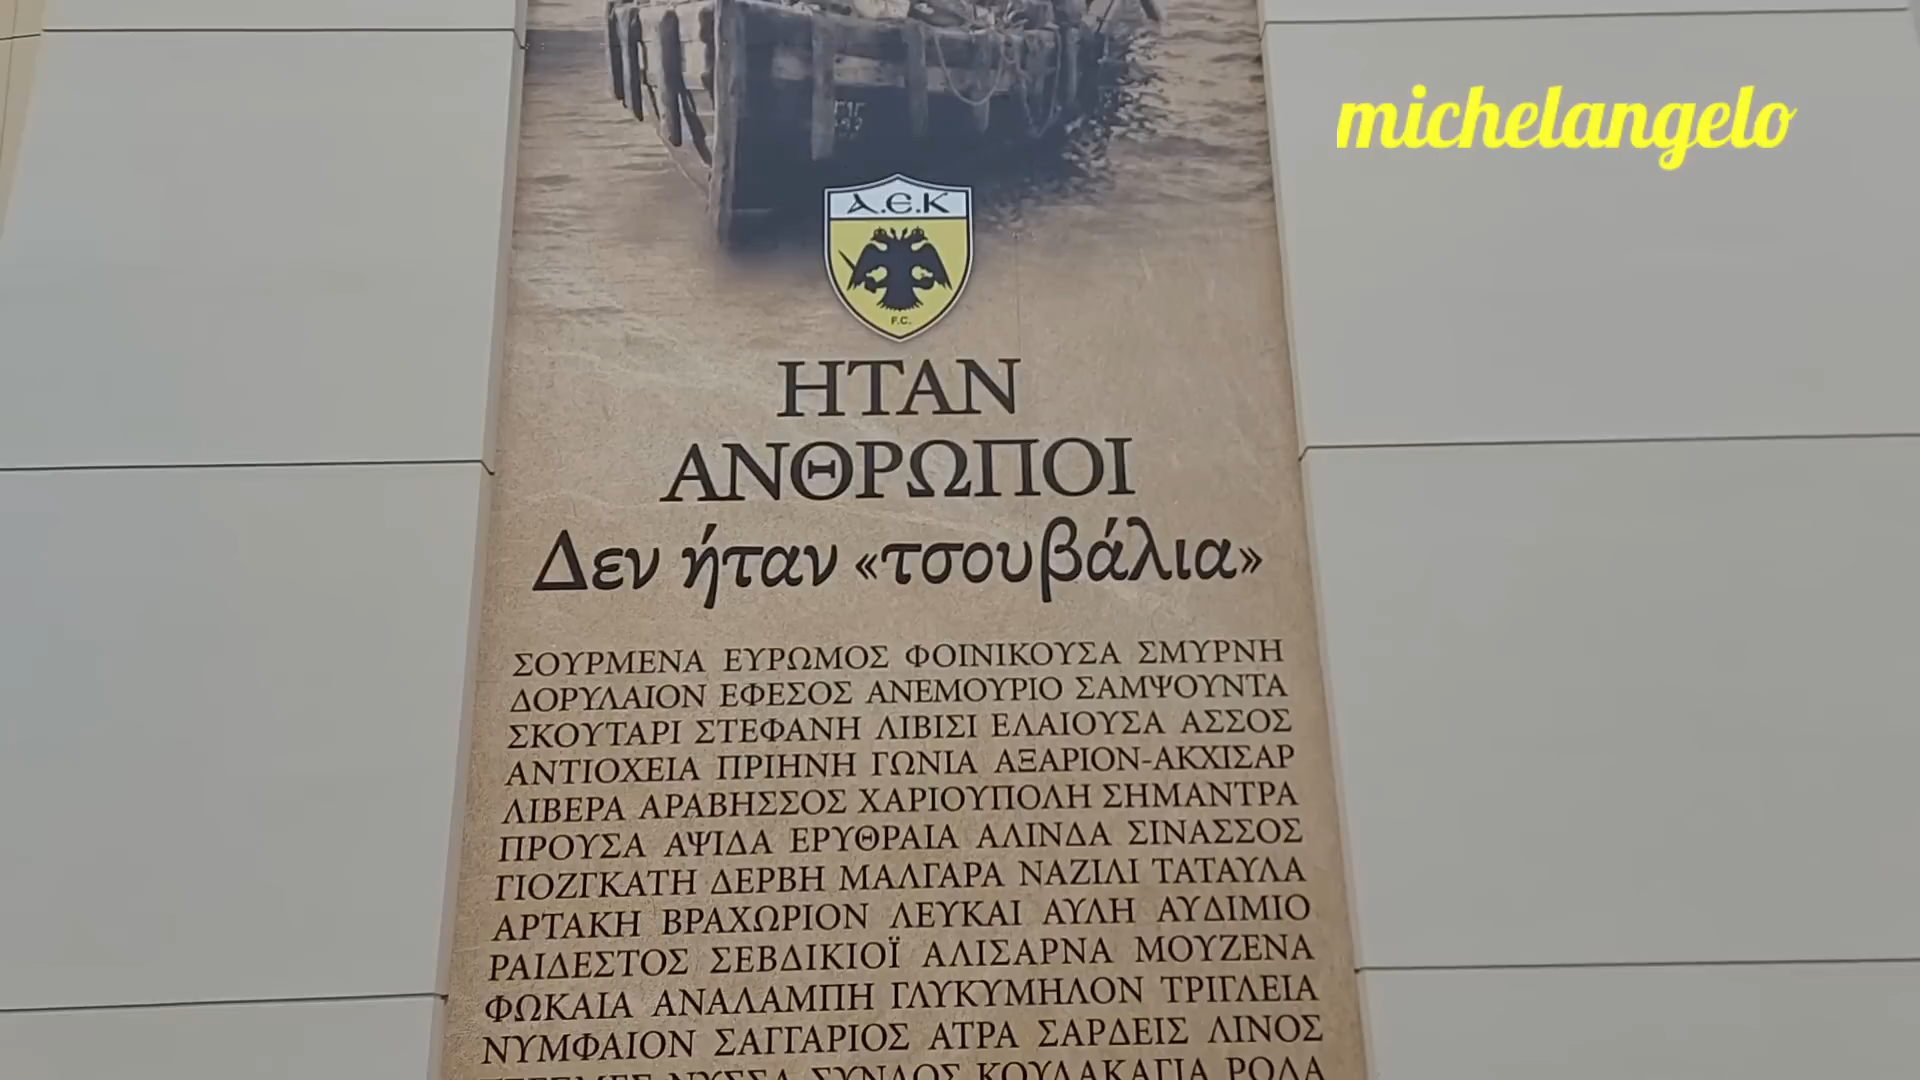 michelangelo
Α.Ε.Κ
F.C.
ΗΤΑΝ
ΑΝΘΡΩΠΟΙ
Δεν ήταν «τσουβάλια»
ΣΟΥΡΜΕΝΑ ΕΥΡΩΜΟΣ ΦΟΙΝΙΚΟΥΣΑ ΣΜΥΡΝΗ
ΔΟΡΥΛΑΙΟΝ ΕΦΕΣΟΣ ΑΝΕΜΟΥΡΙΟ ΣΑΜΨΟΥΝΤΑ
ΣΚΟΥΤΑΡΙ ΣΤΕΦΑΝΗ ΛΙΒΙΣΙ ΕΛΑΙΟΥΣΑ ΑΣΣΟΣ
ΑΝΤΙΟΧΕΙΑ ΠΡΙΗΝΗ ΓΩΝΙΑ ΑΞΑΡΙΟΝ-ΑΚΧΙΣΑΡ
ΛΙΒΕΡΑ ΑΡΑΒΗΣΣΟΣ ΧΑΡΙΟΥΠΟΛΗ ΣΗΜΑΝΤΡΑ
ΠΡΟΥΣΑ ΑΨΙΔΑ ΕΡΥΘΡΑΙΑ ΑΛΙΝΔΑ ΣΙΝΑΣΣΟΣ
ΓΙΟΖΓΚΑΤΗ ΔΕΡΒΗ ΜΑΛΓΑΡΑ ΝΑΖΙΛΙ ΤΑΤΑΥΛΑ
ΑΡΤΑΚΗ ΒΡΑΧΩΡΙΟΝ ΛΕΥΚΑΙ ΑΥΛΗ ΑΥΔΙΜΙΟ
ΡΑΙΔΕΣΤΟΣ ΣΕΒΔΙΚΙΟΪ ΑΛΙΣΑΡΝΑ ΜΟΥΖΕΝΑ
ΦΩΚΑΙΑ ΑΝΑΛΑΜΠΗ ΓΛΥΚΥΜΗΛΟΝ ΤΡΙΓΛΕΙΑ
ΝΥΜΦΑΙΟΝ ΣΑΓΓΑΡΙΟΣ ΑΤΡΑ ΣΑΡΔΕΙΣ ΛΙΝΟΣ
ΝΥΣΣΑ ΚΟΥΛΑΚΑΓΙΑ